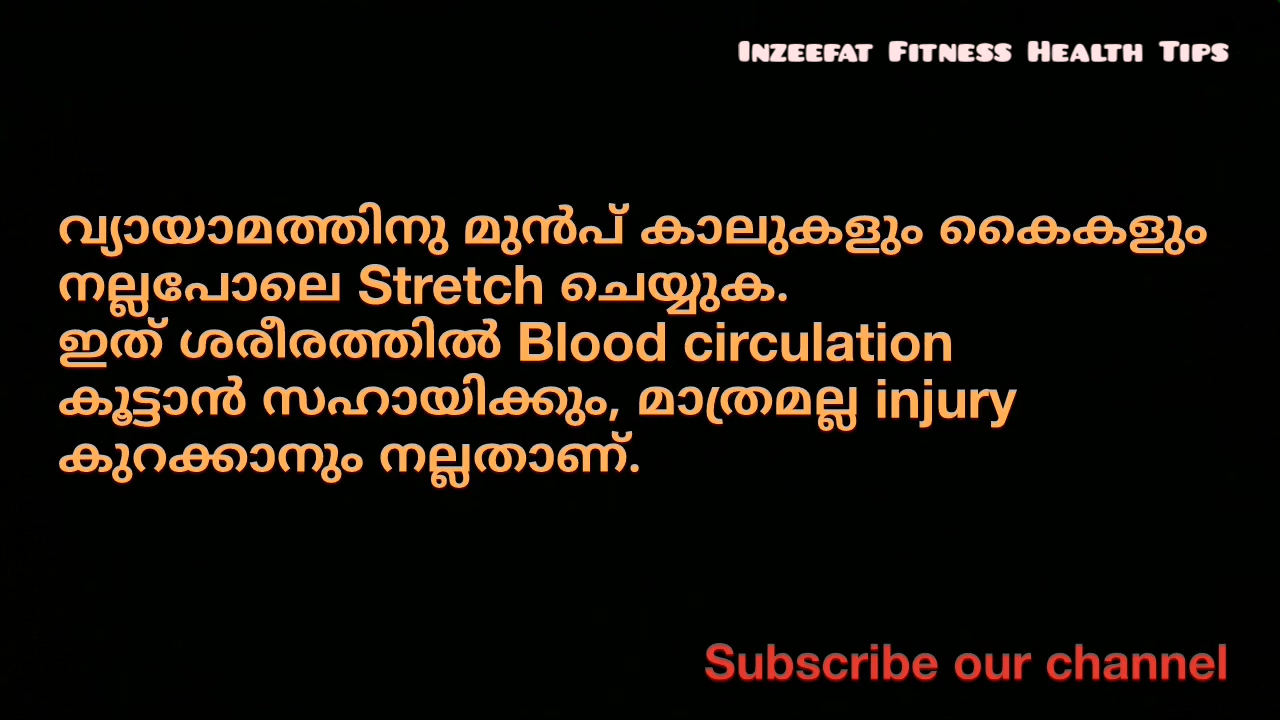 Inzeefat Fitness Health Tips
വ്യായാമത്തിനു മുൻപ് കാലുകളും കൈകളും
നല്ലപോലെ Stretch ചെയ്യുക.
ഇത് ശരീരത്തിൽ Blood circulation
കൂട്ടാൻ സഹായിക്കും, മാത്രമല്ല injury
കുറക്കാനും നല്ലതാണ്.
Subscribe our channel